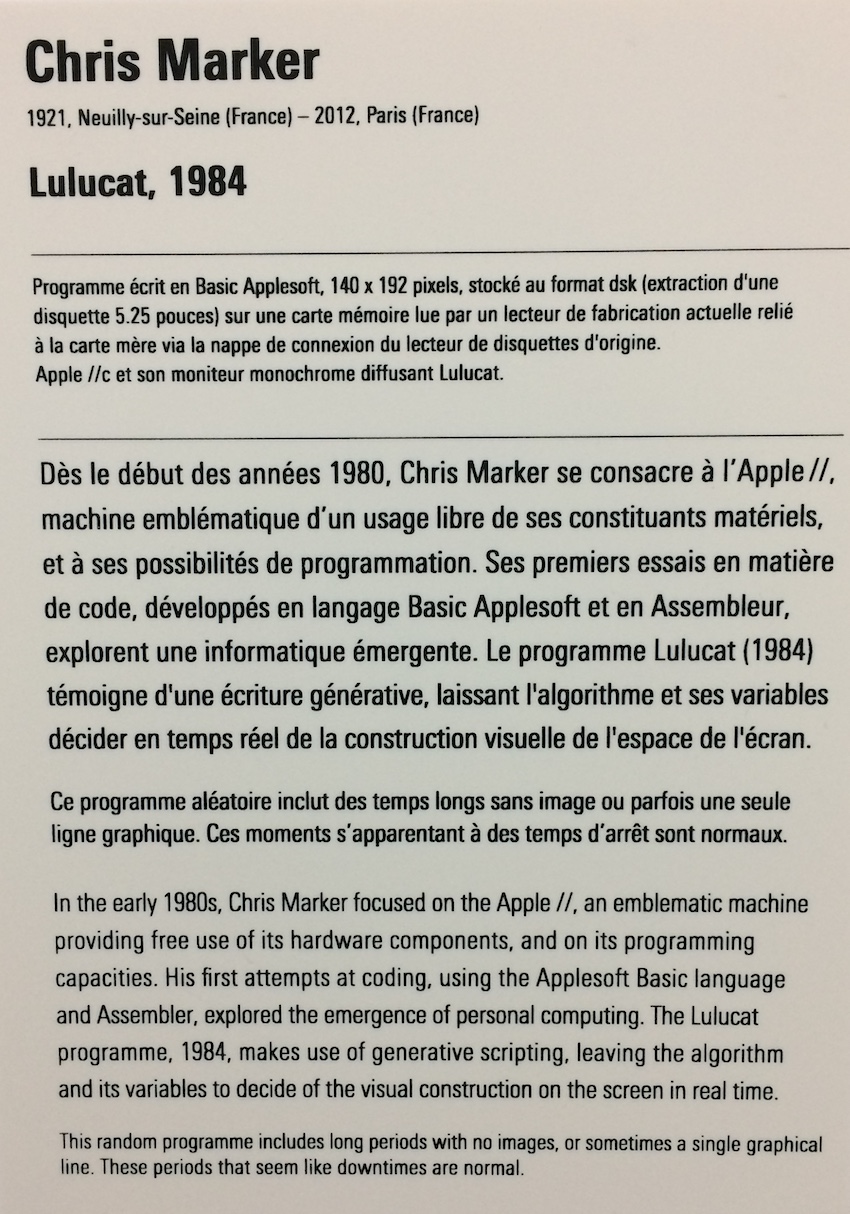 Chris Marker
1921, Neuilly-sur-Seine (France) – 2012, Paris (France)
Lulucat, 1984
Programme écrit en Basic Applesoft, 140 x 192 pixels, stocké au format dsk (extraction d'une
disquette 5.25 pouces) sur une carte mémoire lue par un lecteur de fabrication actuelle relié
à la carte mère via la nappe de connexion du lecteur de disquettes d'origine.
Apple //c et son moniteur monochrome diffusant Lulucat.
Dès le début des années 1980, Chris Marker se consacre à l’Apple //,
machine emblématique d’un usage libre de ses constituants matériels,
et à ses possibilités de programmation. Ses premiers essais en matière
de code, développés en langage Basic Applesoft et en Assembleur,
explorent une informatique émergente. Le programme Lulucat (1984)
témoigne d'une écriture générative, laissant l'algorithme et ses variables
décider en temps réel de la construction visuelle de l'espace de l'écran.
Ce programme aléatoire inclut des temps longs sans image ou parfois une seule
ligne graphique. Ces moments s’apparentant à des temps d’arrêt sont normaux.
In the early 1980s, Chris Marker focused on the Apple //, an emblematic machine
providing free use of its hardware components, and on its programming
capacities. His first attempts at coding, using the Applesoft Basic language
and Assembler, explored the emergence of personal computing. The Lulucat
programme, 1984, makes use of generative scripting, leaving the algorithm
and its variables to decide of the visual construction on the screen in real time.
This random programme includes long periods with no images, or sometimes a single graphical
line. These periods that seem like downtimes are normal.